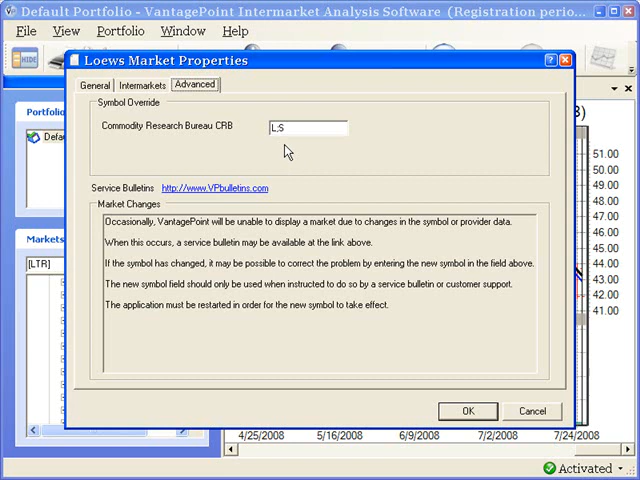 Default Portfolio - VantagePoint Intermarket Analysis Software (Registration perio...
File View Portfolio Window Help
HIDE
Loews Market Properties
General Intermarkets Advanced
Symbol Override
Commodity Research Bureau CRB L;S
Service Bulletins http://www.VPbulletins.com
Market Changes
Occasionally, VantagePoint will be unable to display a market due to changes in the symbol or provider data.
When this occurs, a service bulletin may be available at the link above.
If the symbol has changed, it may be possible to correct the problem by entering the new symbol in the field above.
The new symbol field should only be used when instructed to do so by a service bulletin or customer support.
The application must be restarted in order for the new symbol to take effect.
OK Cancel
Portfolio
Defa
Markets
[LTR]
51.00
50.00
49.00
48.00
47.00
46.00
45.00
44.00
43.00
42.00
41.00
4/25/2008 5/16/2008 6/9/2008 7/2/2008 7/24/2008
Activated